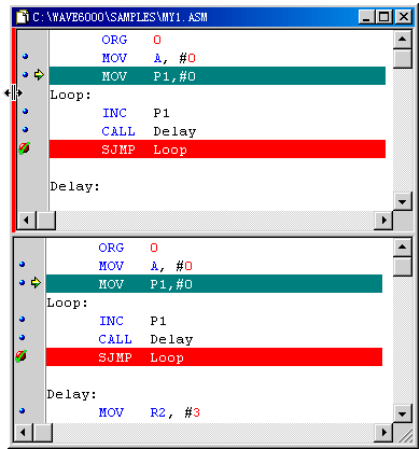 C:\WAVE6000\SAMPLES\MY1.ASM
ORG 0
MOV A, #0
MOV P1,#0
Loop:
INC P1
CALL Delay
SJMP Loop
Delay:
ORG 0
MOV A, #0
MOV P1,#0
Loop:
INC P1
CALL Delay
SJMP Loop
Delay:
MOV R2, #3